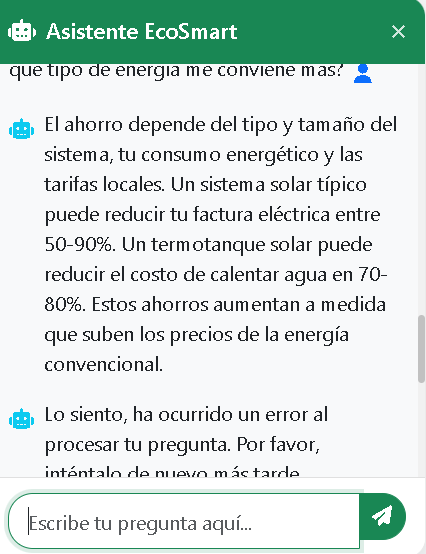 Asistente EcoSmart
que tipo de energia me conviene mas?
El ahorro depende del tipo y tamaño del
sistema, tu consumo energético y las
tarifas locales. Un sistema solar típico
puede reducir tu factura eléctrica entre
50-90%. Un termotanque solar puede
reducir el costo de calentar agua en 70-
80%. Estos ahorros aumentan a medida
que suben los precios de la energía
convencional.
Lo siento, ha ocurrido un error al
procesar tu pregunta. Por favor,
inténtalo de nuevo más tarde
Escribe tu pregunta aquí...